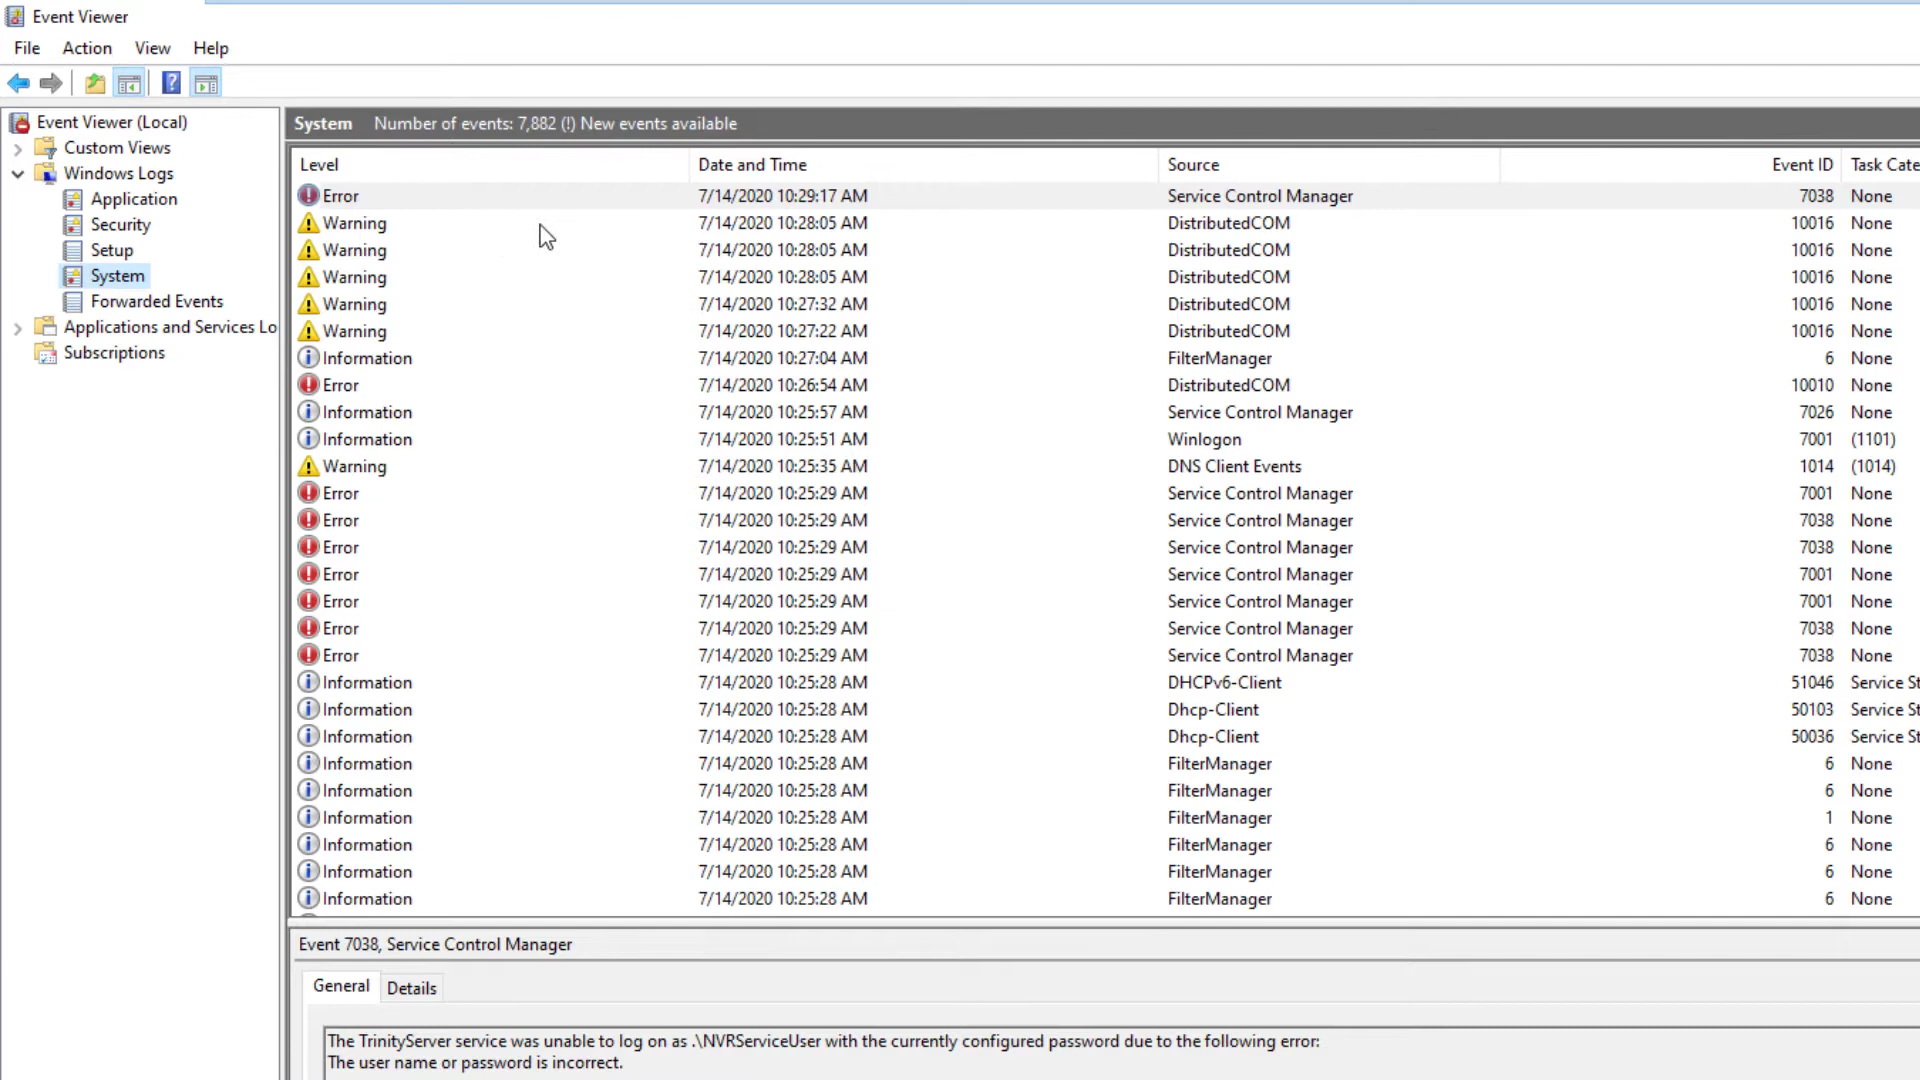 Event Viewer
File Action View Help
Event Viewer (Local)
Custom Views
Windows Logs
Application
Security
Setup
System
Forwarded Events
Applications and Services Lo
Subscriptions
System Number of events: 7,882 (!) New events available
Level Date and Time Source Event ID Task Cate
Error 7/14/2020 10:29:17 AM Service Control Manager 7038 None
Warning 7/14/2020 10:28:05 AM DistributedCOM 10016 None
Warning 7/14/2020 10:28:05 AM DistributedCOM 10016 None
Warning 7/14/2020 10:28:05 AM DistributedCOM 10016 None
Warning 7/14/2020 10:27:32 AM DistributedCOM 10016 None
Warning 7/14/2020 10:27:22 AM DistributedCOM 10016 None
Information 7/14/2020 10:27:04 AM FilterManager 6 None
Error 7/14/2020 10:26:54 AM DistributedCOM 10010 None
Information 7/14/2020 10:25:57 AM Service Control Manager 7026 None
Information 7/14/2020 10:25:51 AM Winlogon 7001 (1101)
Warning 7/14/2020 10:25:35 AM DNS Client Events 1014 (1014)
Error 7/14/2020 10:25:29 AM Service Control Manager 7001 None
Error 7/14/2020 10:25:29 AM Service Control Manager 7038 None
Error 7/14/2020 10:25:29 AM Service Control Manager 7038 None
Error 7/14/2020 10:25:29 AM Service Control Manager 7001 None
Error 7/14/2020 10:25:29 AM Service Control Manager 7001 None
Error 7/14/2020 10:25:29 AM Service Control Manager 7038 None
Error 7/14/2020 10:25:29 AM Service Control Manager 7038 None
Information 7/14/2020 10:25:28 AM DHCPv6-Client 51046 Service St
Information 7/14/2020 10:25:28 AM Dhcp-Client 50103 Service St
Information 7/14/2020 10:25:28 AM Dhcp-Client 50036 Service St
Information 7/14/2020 10:25:28 AM FilterManager 6 None
Information 7/14/2020 10:25:28 AM FilterManager 6 None
Information 7/14/2020 10:25:28 AM FilterManager 1 None
Information 7/14/2020 10:25:28 AM FilterManager 6 None
Information 7/14/2020 10:25:28 AM FilterManager 6 None
Information 7/14/2020 10:25:28 AM FilterManager 6 None
Event 7038, Service Control Manager
General Details
The TrinityServer service was unable to log on as .\NVRServiceUser with the currently configured password due to the following error:
The user name or password is incorrect.